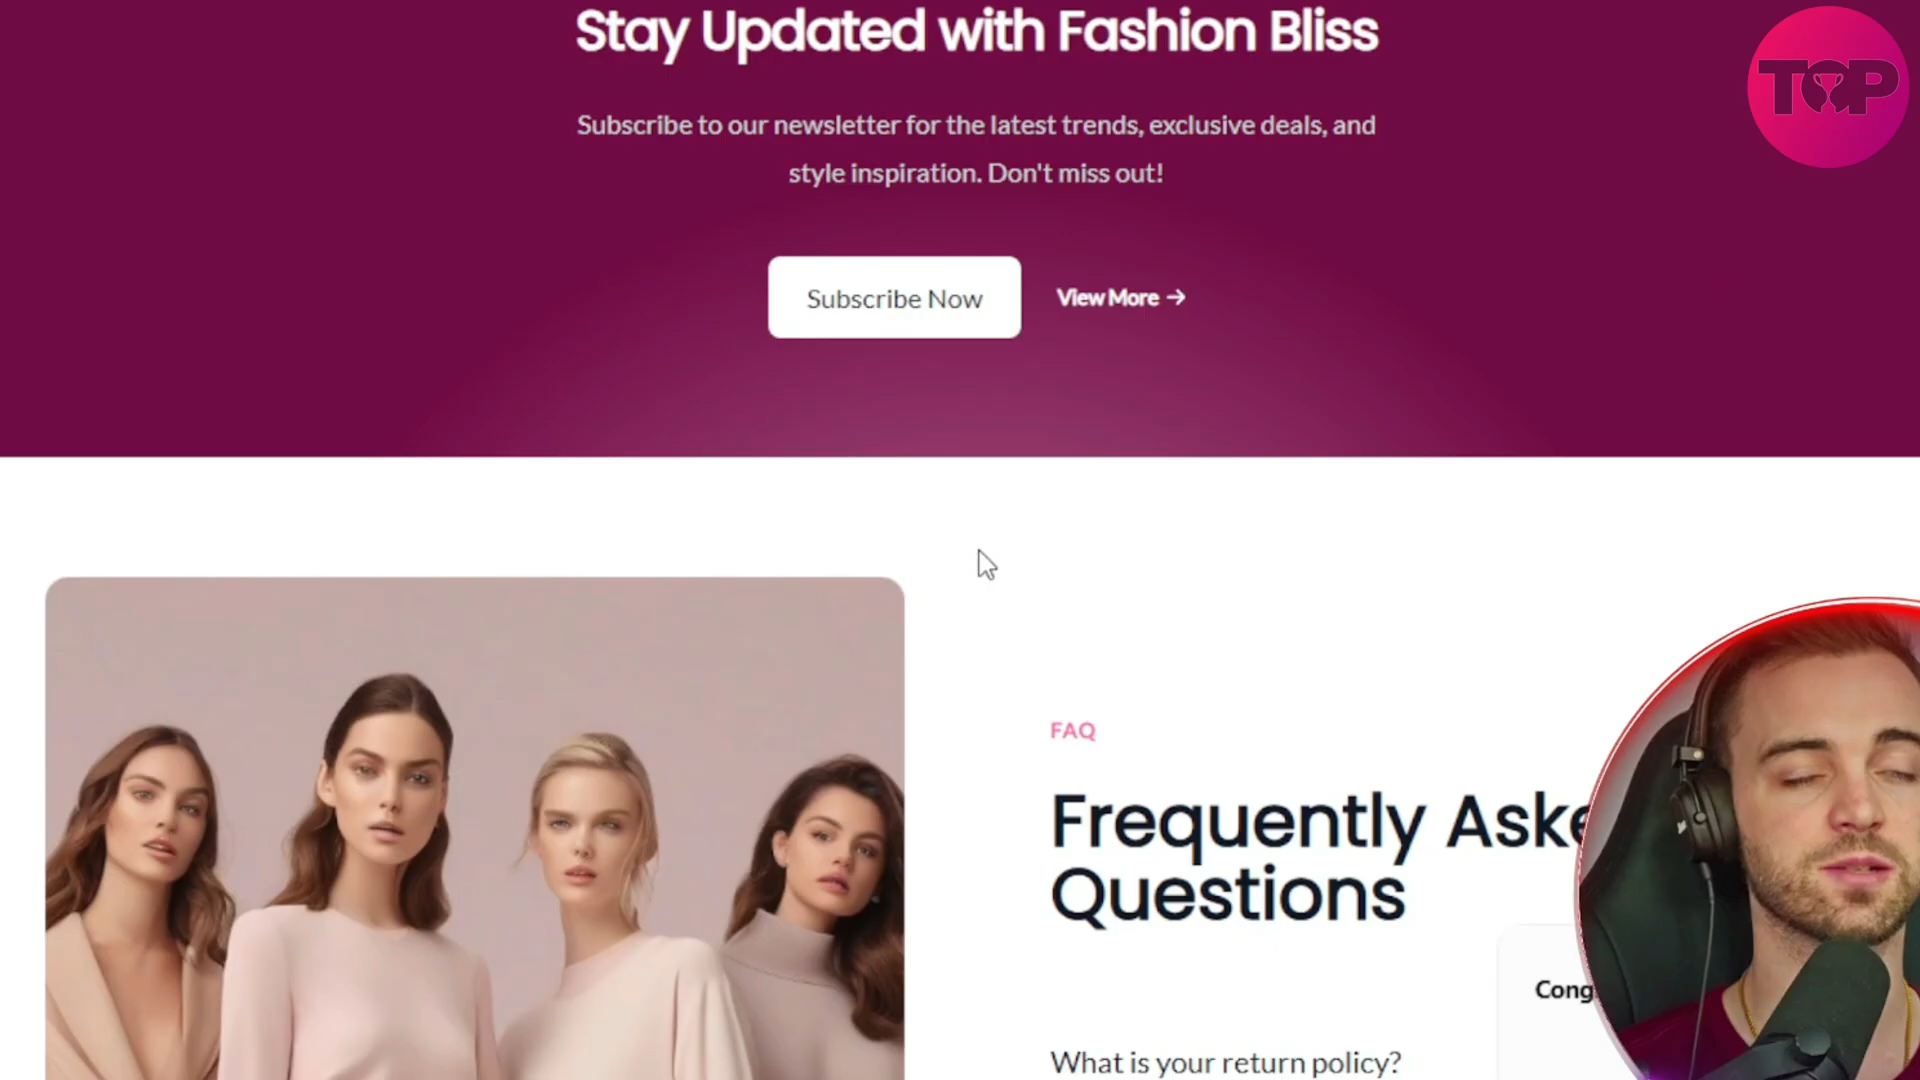 Stay Updated with Fashion Bliss
TOP
Subscribe to our newsletter for the latest trends, exclusive deals, and
style inspiration. Don't miss out!
Subscribe Now
View More →
FAQ
Frequently Aske
Questions
Cong
What is your return policy?